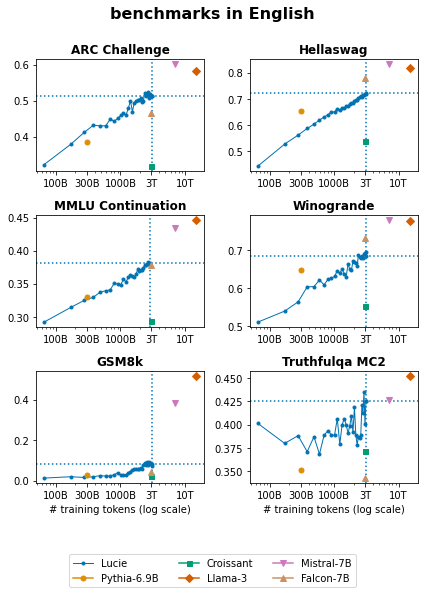 benchmarks in English
ARC Challenge
0.6
0.5
0.4
100B 300B 1000B 3T 10T
Hellaswag
0.8
0.7
0.6
0.5
100B 300B 1000B 3T 10T
MMLU Continuation
0.45
0.40
0.35
0.30
100B 300B 1000B 3T 10T
Winogrande
0.7
0.6
0.5
100B 300B 1000B 3T 10T
GSM8k
0.4
0.2
0.0
100B 300B 1000B 3T 10T
# training tokens (log scale)
Truthfulqa MC2
0.450
0.425
0.400
0.375
0.350
100B 300B 1000B 3T 10T
# training tokens (log scale)
Lucie Croissant Mistral-7B
Pythia-6.9B Llama-3 Falcon-7B